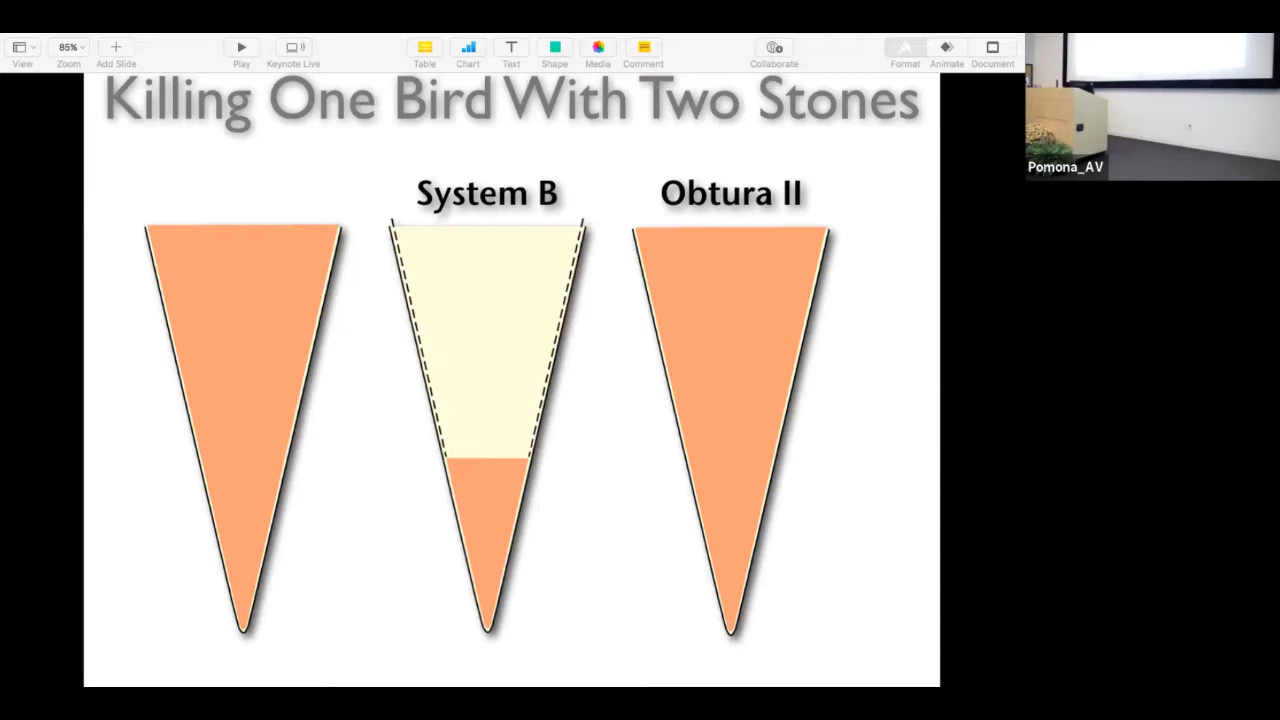 85%
View
Zoom
Add Slide
Play
Keynote Live
Table
Chart
Text
Shape
Media
Comment
Collaborate
Format
Animate
Document
Killing One Bird With Two Stones
Pomona_AV
System B
Obtura II